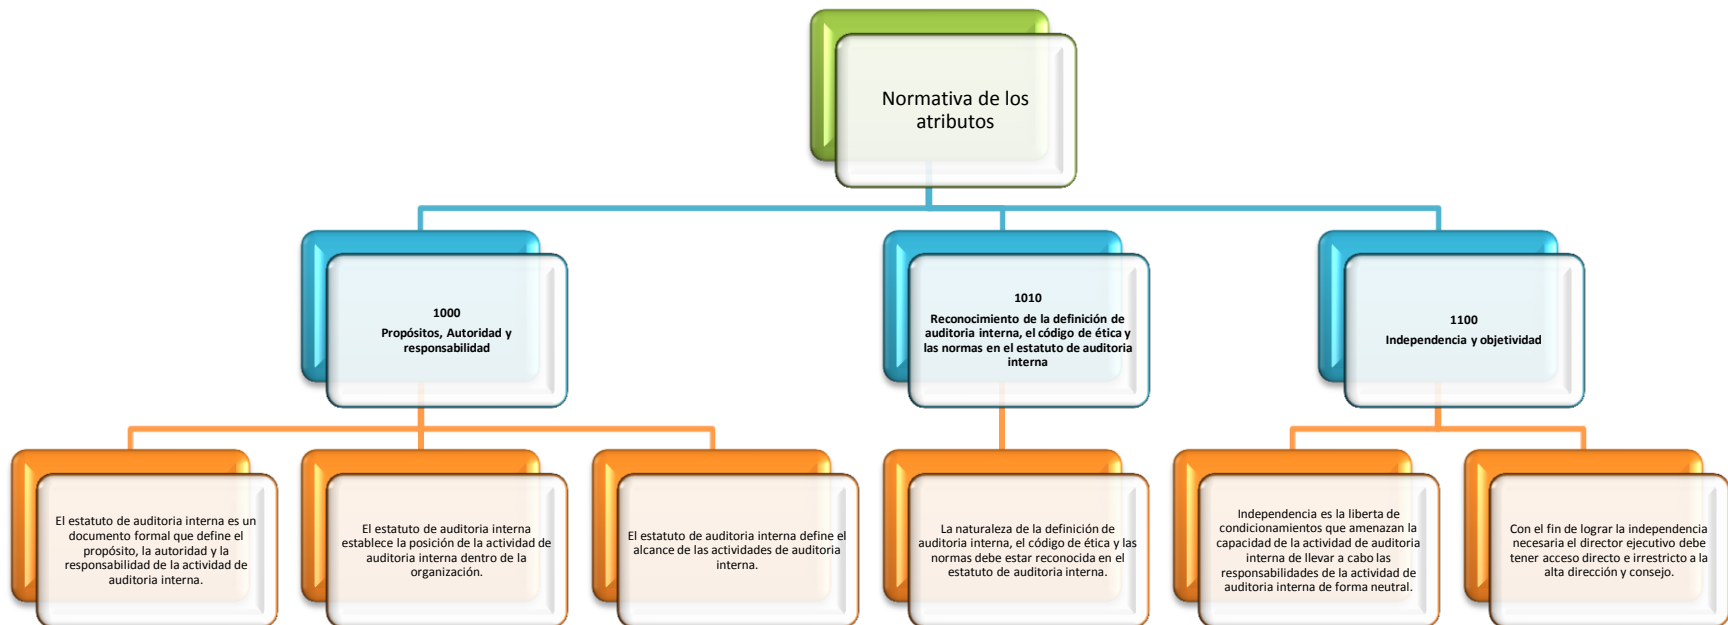 Normativa de los
atributos
1000
Propósitos, Autoridad y
responsabilidad
1010
Reconocimiento de la definición de
auditoria interna, el código de ética y
las normas en el estatuto de auditoria
interna
1100
Independencia y objetividad
El estatuto de auditoria interna es un
documento formal que define el
propósito, la autoridad y la
responsabilidad de la actividad de
auditoria interna.
El estatuto de auditoria interna
establece la posición de la actividad de
auditoria interna dentro de la
organización.
El estatuto de auditoria interna define el
alcance de las actividades de auditoria
interna.
La naturaleza de la definición de
auditoria interna, el código de ética y las
normas debe estar reconocida en el
estatuto de auditoria interna.
Independencia es la liberta de
condicionamientos que amenazan la
capacidad de la actividad de auditoria
interna de llevar a cabo las
responsabilidades de la actividad de
auditoria interna de forma neutral.
Con el fin de lograr la independencia
necesaria el director ejecutivo debe
tener acceso directo e irrestricto a la
alta dirección y consejo.